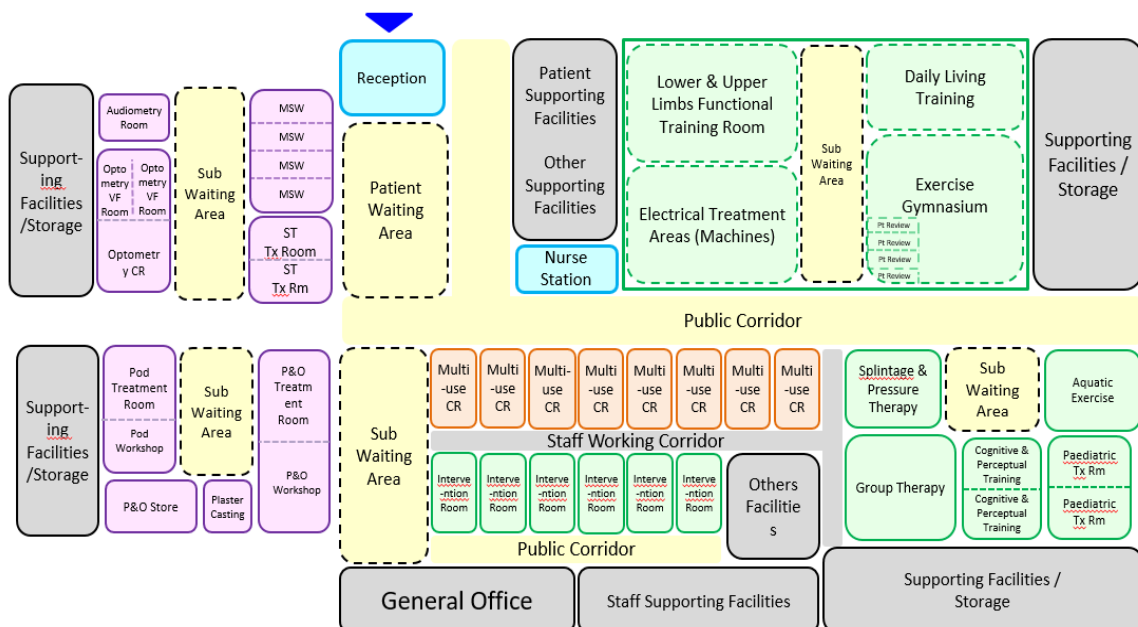 Reception
Audiometry
Room
Support-
ing
Facilities
/Storage
Opto
metry
VF
Room
Opto
metry
VF
Room
Optomet
ry CR
Sub
Waiting
Area
MSW
MSW
MSW
MSW
ST
Tx Room
ST
Tx Rm
Patient
Waiting
Area
Patient
Supporting
Facilities
Other
Supporting
Facilities
Nurse
Station
Lower & Upper
Limbs Functional
Training Room
Electrical Treatment
Areas (Machines)
Sub
Waiting
Area
Daily Living
Training
Exercise
Gymnasium
Pt Review
Pt Review
Pt Review
Pt Review
Supporting
Facilities /
Storage
Public Corridor
Support-
ing
Facilities
/Storage
Pod
Treatment
Room
Pod
Workshop
Sub
Waiting
Area
P&O
Treatm
ent
Room
P&O
Workshop
P&O Store
Plaster
Casting
Sub
Waiting
Area
Multi
-use
CR
Multi
-use
CR
Multi-
use
CR
Multi
-use
CR
Multi
-use
CR
Multi
-use
CR
Multi
-use
CR
Multi
-use
CR
Staff Working Corridor
Interve
-ntion
Room
Interve
-ntion
Room
Interve
-ntion
Room
Interve
-ntion
Room
Interve
-ntion
Room
Interve
-ntion
Room
Others
Facilitie
s
Public Corridor
Splintage &
Pressure
Therapy
Sub
Waiting
Area
Aquatic
Exercise
Group Therapy
Cognitive &
Perceptual
Training
Cognitive &
Perceptual
Training
Paediatric
Tx Rm
Paediatric
Tx Rm
General Office
Staff Supporting Facilities
Supporting Facilities /
Storage